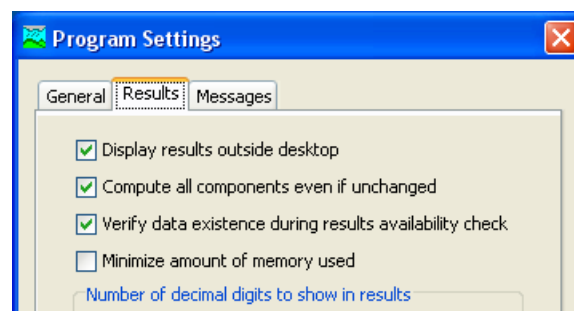 Program Settings
General Results Messages
Display results outside desktop
Compute all components even if unchanged
Verify data existence during results availability check
Minimize amount of memory used
Number of decimal digits to show in results